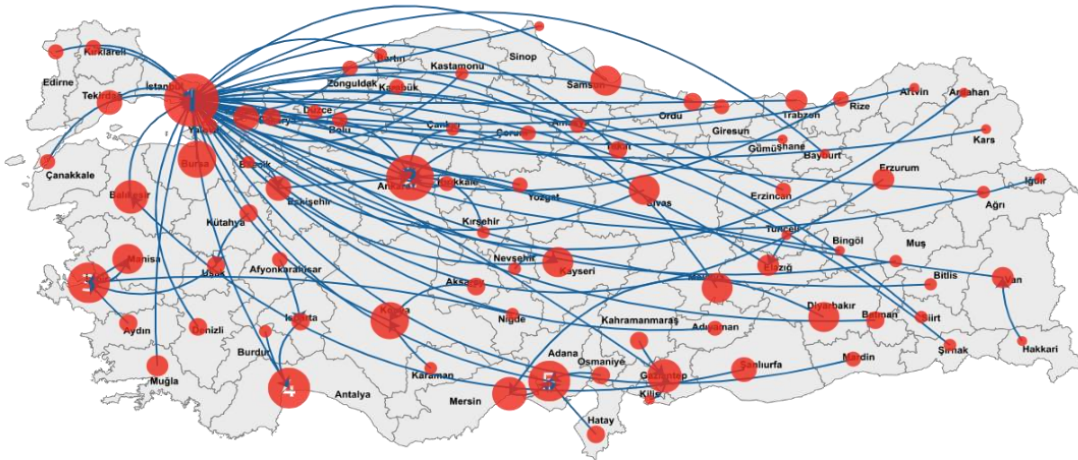 Kırklareli
Edirne
Tekirdağ
İstanbul
1
Yalova
Bartın
Zonguldak
Karabük
Kastamonu
Sinop
Samsun
Düzce
Bolu
Çankırı
Çorum
Amasya
Tokat
Ordu
Giresun
Trabzon
Rize
Artvin
Ardahan
Kars
Gümüşhane
Bayburt
Erzurum
Erzincan
Iğdır
Ağrı
Çanakkale
Bursa
Bilecik
Balıkesir
Eskişehir
Kütahya
Ankara
2
Kırıkkale
Yozgat
Sivas
Kırşehir
Tunceli
Bingöl
Muş
Bitlis
Van
Manisa
3
Uşak
Afyonkarahisar
Nevşehir
Kayseri
Aksaray
Malatya
Elazığ
Diyarbakır
Batman
Siirt
Şırnak
Hakkari
Aydın
Denizli
Isparta
Burdur
Konya
Niğde
Kahramanmaraş
Adıyaman
Muğla
4
Antalya
Karaman
Mersin
Adana
5
Osmaniye
Gaziantep
Kilis
Şanlıurfa
Mardin
Hatay